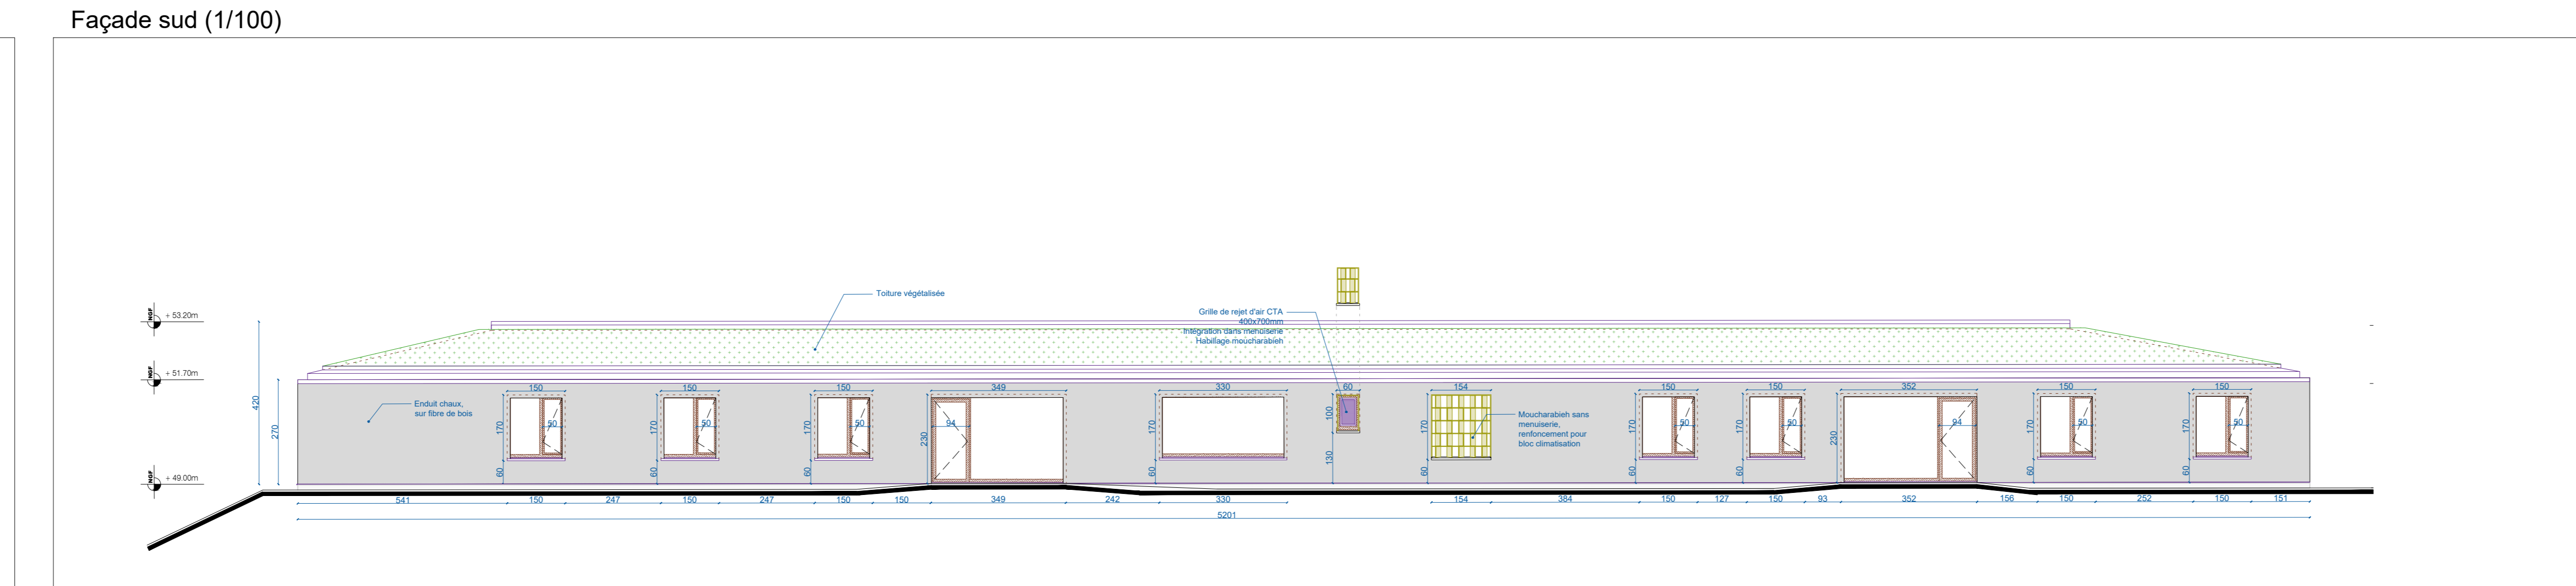 Façade sud (1/100)
Toiture végétalisée
Grille de rejet d'air CTA
400x700mm
Intégration dans menuiserie
Habillage moucharabieh
NGF
+ 53.20m
NGF
+ 51.70m
NGF
+ 49.00m
420
270
Enduit chaux,
sur fibre de bois
Moucharabieh sans
menuiserie,
renfoncement pour
bloc climatisation
150 150 150 349 330 60 154 150 150 352 150 150
170 50 170 50 170 50 230 94 170 100 170 170 50 170 50 230 94 170 50 170 50
60 60 60 60 130 60 60 60 60 60
541 150 247 150 247 150 150 349 242 330 154 384 150 127 150 93 352 156 150 252 150 151
5201